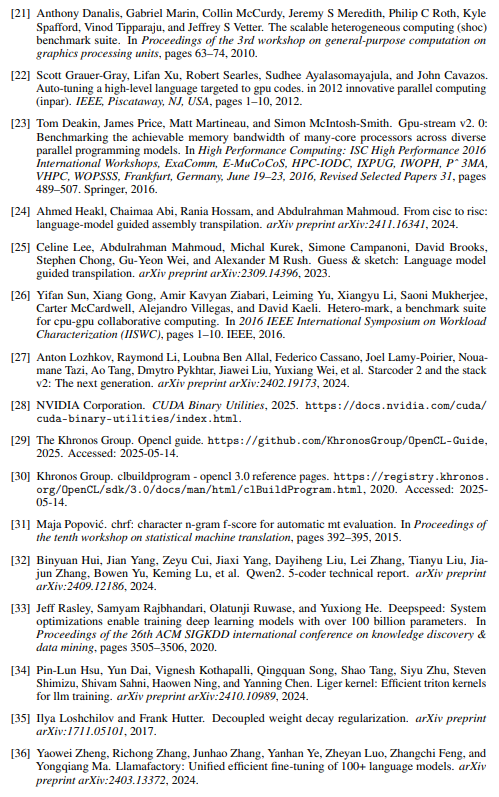 [21] Anthony Danalis, Gabriel Marin, Collin McCurdy, Jeremy S Meredith, Philip C Roth, Kyle
Spafford, Vinod Tipparaju, and Jeffrey S Vetter. The scalable heterogeneous computing (shoc)
benchmark suite. In Proceedings of the 3rd workshop on general-purpose computation on
graphics processing units, pages 63–74, 2010.
[22] Scott Grauer-Gray, Lifan Xu, Robert Searles, Sudhee Ayalasomayajula, and John Cavazos.
Auto-tuning a high-level language targeted to gpu codes. in 2012 innovative parallel computing
(inpar). IEEE, Piscataway, NJ, USA, pages 1–10, 2012.
[23] Tom Deakin, James Price, Matt Martineau, and Simon McIntosh-Smith. Gpu-stream v2. 0:
Benchmarking the achievable memory bandwidth of many-core processors across diverse
parallel programming models. In High Performance Computing: ISC High Performance 2016
International Workshops, ExaComm, E-MuCoCoS, HPC-IODC, IXPUG, IWOPH, P^ 3MA,
VHPC, WOPSSS, Frankfurt, Germany, June 19–23, 2016, Revised Selected Papers 31, pages
489–507. Springer, 2016.
[24] Ahmed Heakl, Chaimaa Abi, Rania Hossam, and Abdulrahman Mahmoud. From cisc to risc:
language-model guided assembly transpilation. arXiv preprint arXiv:2411.16341, 2024.
[25] Celine Lee, Abdulrahman Mahmoud, Michal Kurek, Simone Campanoni, David Brooks,
Stephen Chong, Gu-Yeon Wei, and Alexander M Rush. Guess & sketch: Language model
guided transpilation. arXiv preprint arXiv:2309.14396, 2023.
[26] Yifan Sun, Xiang Gong, Amir Kavyan Ziabari, Leiming Yu, Xiangyu Li, Saoni Mukherjee,
Carter McCardwell, Alejandro Villegas, and David Kaeli. Hetero-mark, a benchmark suite
for cpu-gpu collaborative computing. In 2016 IEEE International Symposium on Workload
Characterization (IISWC), pages 1–10. IEEE, 2016.
[27] Anton Lozhkov, Raymond Li, Loubna Ben Allal, Federico Cassano, Joel Lamy-Poirier, Noua-
mane Tazi, Ao Tang, Dmytro Pykhtar, Jiawei Liu, Yuxiang Wei, et al. Starcoder 2 and the stack
v2: The next generation. arXiv preprint arXiv:2402.19173, 2024.
[28] NVIDIA Corporation. CUDA Binary Utilities, 2025. https://docs.nvidia.com/cuda/
cuda-binary-utilities/index.html.
[29] The Khronos Group. Opencl guide. https://github.com/KhronosGroup/OpenCL-Guide,
2025. Accessed: 2025-05-14.
[30] Khronos Group. clbuildprogram - opencl 3.0 reference pages. https://registry.khronos.
org/OpenCL/sdk/3.0/docs/man/html/clBuildProgram.html, 2020. Accessed: 2025-
05-14.
[31] Maja Popović. chrf: character n-gram f-score for automatic mt evaluation. In Proceedings of
the tenth workshop on statistical machine translation, pages 392–395, 2015.
[32] Binyuan Hui, Jian Yang, Zeyu Cui, Jiaxi Yang, Dayiheng Liu, Lei Zhang, Tianyu Liu, Jia-
jun Zhang, Bowen Yu, Keming Lu, et al. Qwen2. 5-coder technical report. arXiv preprint
arXiv:2409.12186, 2024.
[33] Jeff Rasley, Samyam Rajbhandari, Olatunji Ruwase, and Yuxiong He. Deepspeed: System
optimizations enable training deep learning models with over 100 billion parameters. In
Proceedings of the 26th ACM SIGKDD international conference on knowledge discovery &
data mining, pages 3505–3506, 2020.
[34] Pin-Lun Hsu, Yun Dai, Vignesh Kothapalli, Qingquan Song, Shao Tang, Siyu Zhu, Steven
Shimizu, Shivam Sahni, Haowen Ning, and Yanning Chen. Liger kernel: Efficient triton kernels
for llm training. arXiv preprint arXiv:2410.10989, 2024.
[35] Ilya Loshchilov and Frank Hutter. Decoupled weight decay regularization. arXiv preprint
arXiv:1711.05101, 2017.
[36] Yaowei Zheng, Richong Zhang, Junhao Zhang, Yanhan Ye, Zheyan Luo, Zhangchi Feng, and
Yongqiang Ma. Llamafactory: Unified efficient fine-tuning of 100+ language models. arXiv
preprint arXiv:2403.13372, 2024.